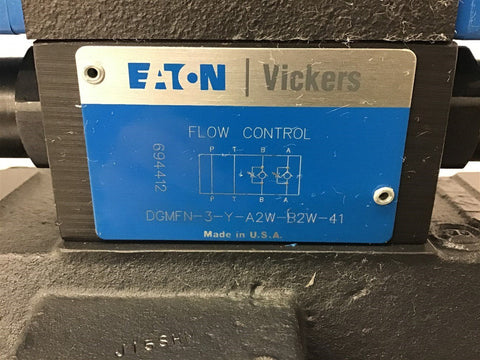 EATON | Vickers
FLOW CONTROL
694412
P T B A
P T B A
DGMFN-3-Y-A2W-B2W-41
Made in U.S.A.